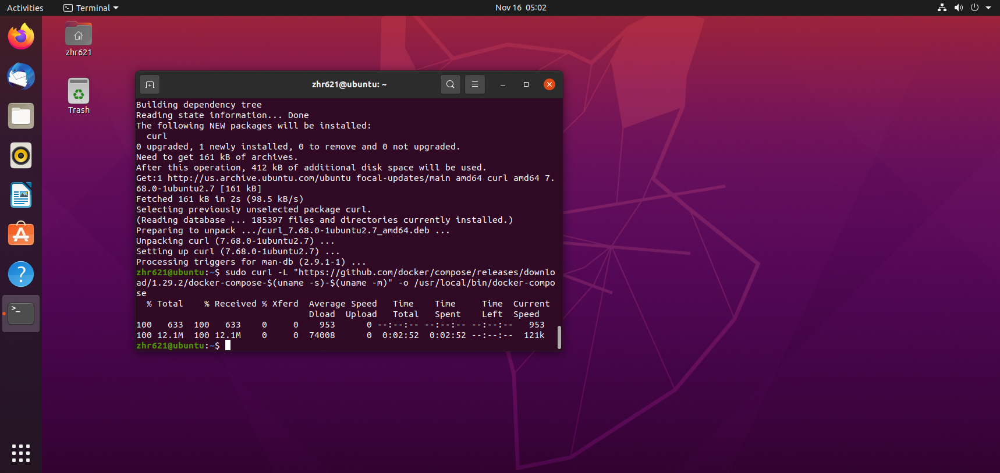 Activities
Terminal
Nov 16 05:02
zhr621
Trash
zhr621@ubuntu: ~
Building dependency tree
Reading state information... Done
The following NEW packages will be installed:
  curl
0 upgraded, 1 newly installed, 0 to remove and 0 not upgraded.
Need to get 161 kB of archives.
After this operation, 412 kB of additional disk space will be used.
Get:1 http://us.archive.ubuntu.com/ubuntu focal-updates/main amd64 curl amd64 7.
68.0-1ubuntu2.7 [161 kB]
Fetched 161 kB in 2s (98.5 kB/s)
Selecting previously unselected package curl.
(Reading database ... 185397 files and directories currently installed.)
Preparing to unpack .../curl_7.68.0-1ubuntu2.7_amd64.deb ...
Unpacking curl (7.68.0-1ubuntu2.7) ...
Setting up curl (7.68.0-1ubuntu2.7) ...
Processing triggers for man-db (2.9.1-1) ...
zhr621@ubuntu:~$ sudo curl -L "https://github.com/docker/compose/releases/downlo
ad/1.29.2/docker-compose-$(uname -s)-$(uname -m)" -o /usr/local/bin/docker-compo
se
  % Total    % Received % Xferd  Average Speed   Time    Time     Time  Current
                                 Dload  Upload   Total   Spent    Left  Speed
100   633  100   633    0     0    953      0 --:--:-- --:--:-- --:--:--   953
100 12.1M  100 12.1M    0     0  74008      0  0:02:52  0:02:52 --:--:--  121k
zhr621@ubuntu:~$